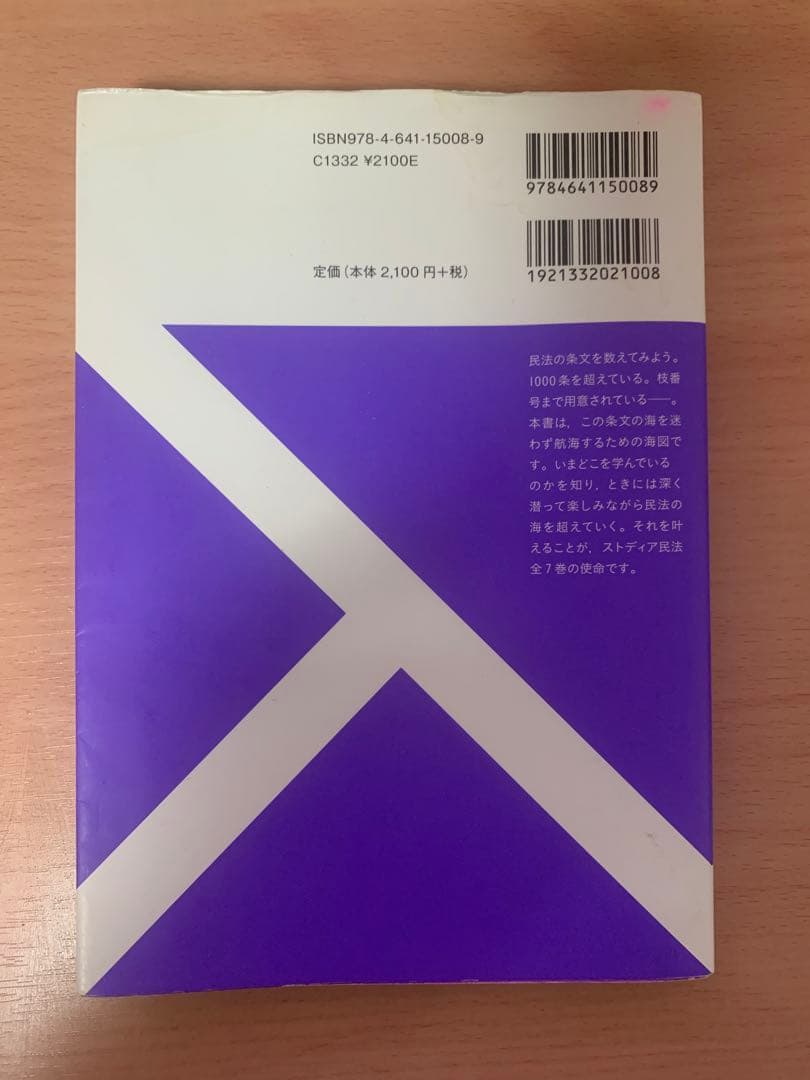 ISBN978-4-641-15008-9
C1332 ¥2100E
9784641150089
定価(本体2,100円+税)
1921332021008
民法の条文を数えてみよう。
1000条を超えている。枝番
号まで用意されている──。
本書は，この条文の海を迷
わず航海するための海図で
す。いまどこを学んでいる
のかを知り，ときには深く
潜って楽しみながら民法の
海を超えていく。それを叶
えることが，ストゥディア民法
全7巻の使命です。